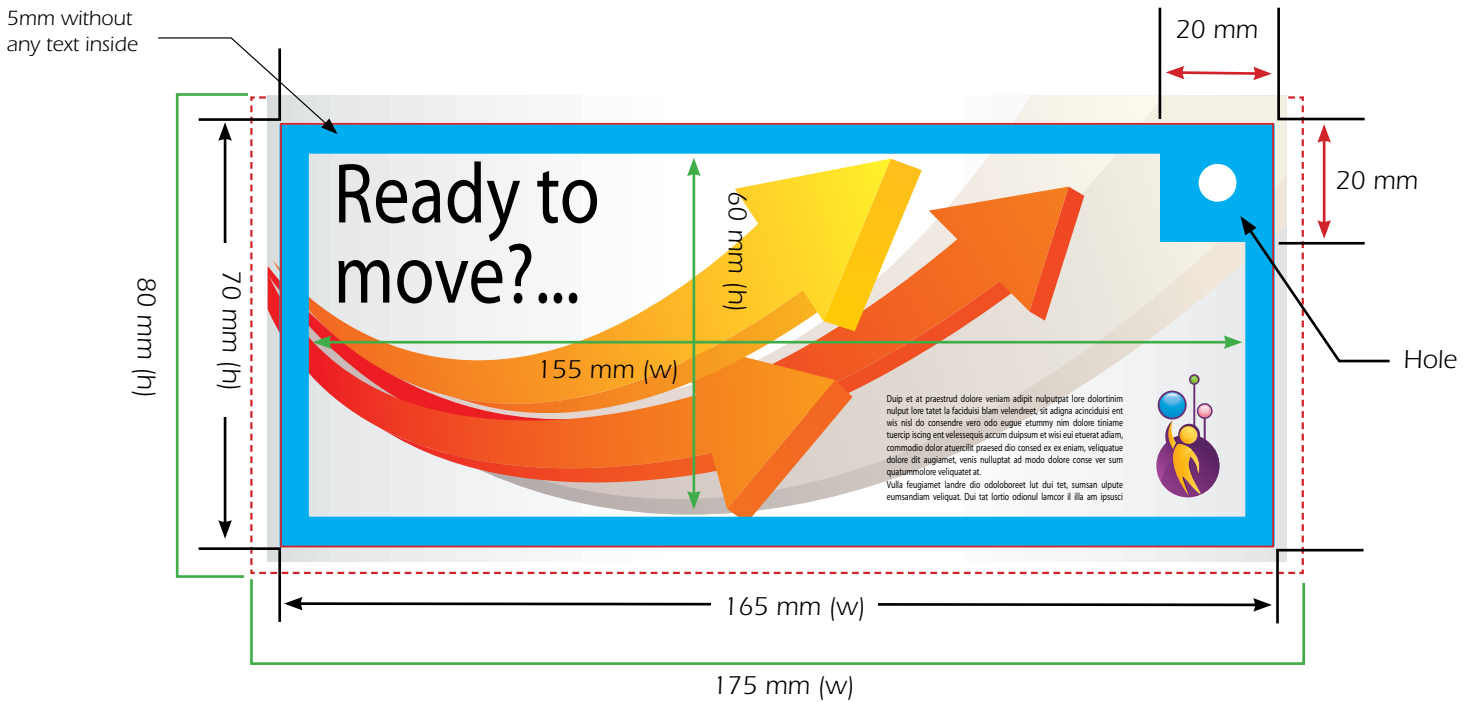 5mm without
any text inside
20 mm
20 mm
Hole
80 mm (h)
70 mm (h)
Ready to
move?...
60 mm (h)
155 mm (w)
Duip et at praestrud dolore veniam adipit nulputpat lore dolortinim
nulput lore tatet la faciduisi blam velendreet, sit adigna acinciduisi ent
wis nisl do consendre vero odo eugue etummy nim dolore tiniame
tuercip iscing ent velessequis accum duipsum et wisi eui etuerat adiam,
commodio dolor atuercilit praesed dio consed ex ex eniam, veliquatue
dolore dit augiamet, venis nulluptat ad modo dolore conse ver sum
quatummolore veliquatet at.
Vulla feugiamet landre dio odoloboreet lut dui tet, sumsan ulpute
eumsandiam veliquat. Dui tat lortio odionul lamcor il illa am ipsusci
165 mm (w)
175 mm (w)